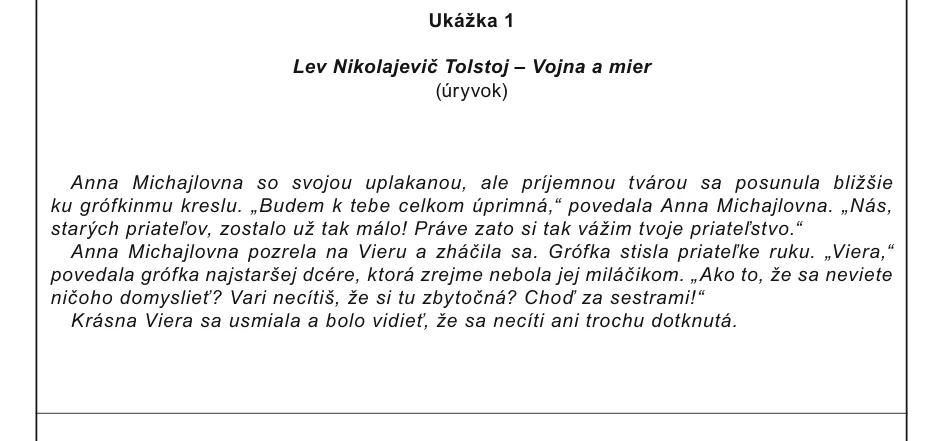 Ukážka 1
Lev Nikolajevič Tolstoj – Vojna a mier
(úryvok)
Anna Michajlovna so svojou uplakanou, ale príjemnou tvárou sa posunula bližšie
ku grófkinmu kreslu. „Budem k tebe celkom úprimná,“ povedala Anna Michajlovna. „Nás,
starých priateľov, zostalo už tak málo! Práve zato si tak vážim tvoje priateľstvo.“
Anna Michajlovna pozrela na Vieru a zháčila sa. Grófka stisla priateľke ruku. „Viera,“
povedala grófka najstaršej dcére, ktorá zrejme nebola jej miláčikom. „Ako to, že sa neviete
ničoho domyslieť? Vari necítiš, že si tu zbytočná? Choď za sestrami!“
Krásna Viera sa usmiala a bolo vidieť, že sa necíti ani trochu dotknutá.